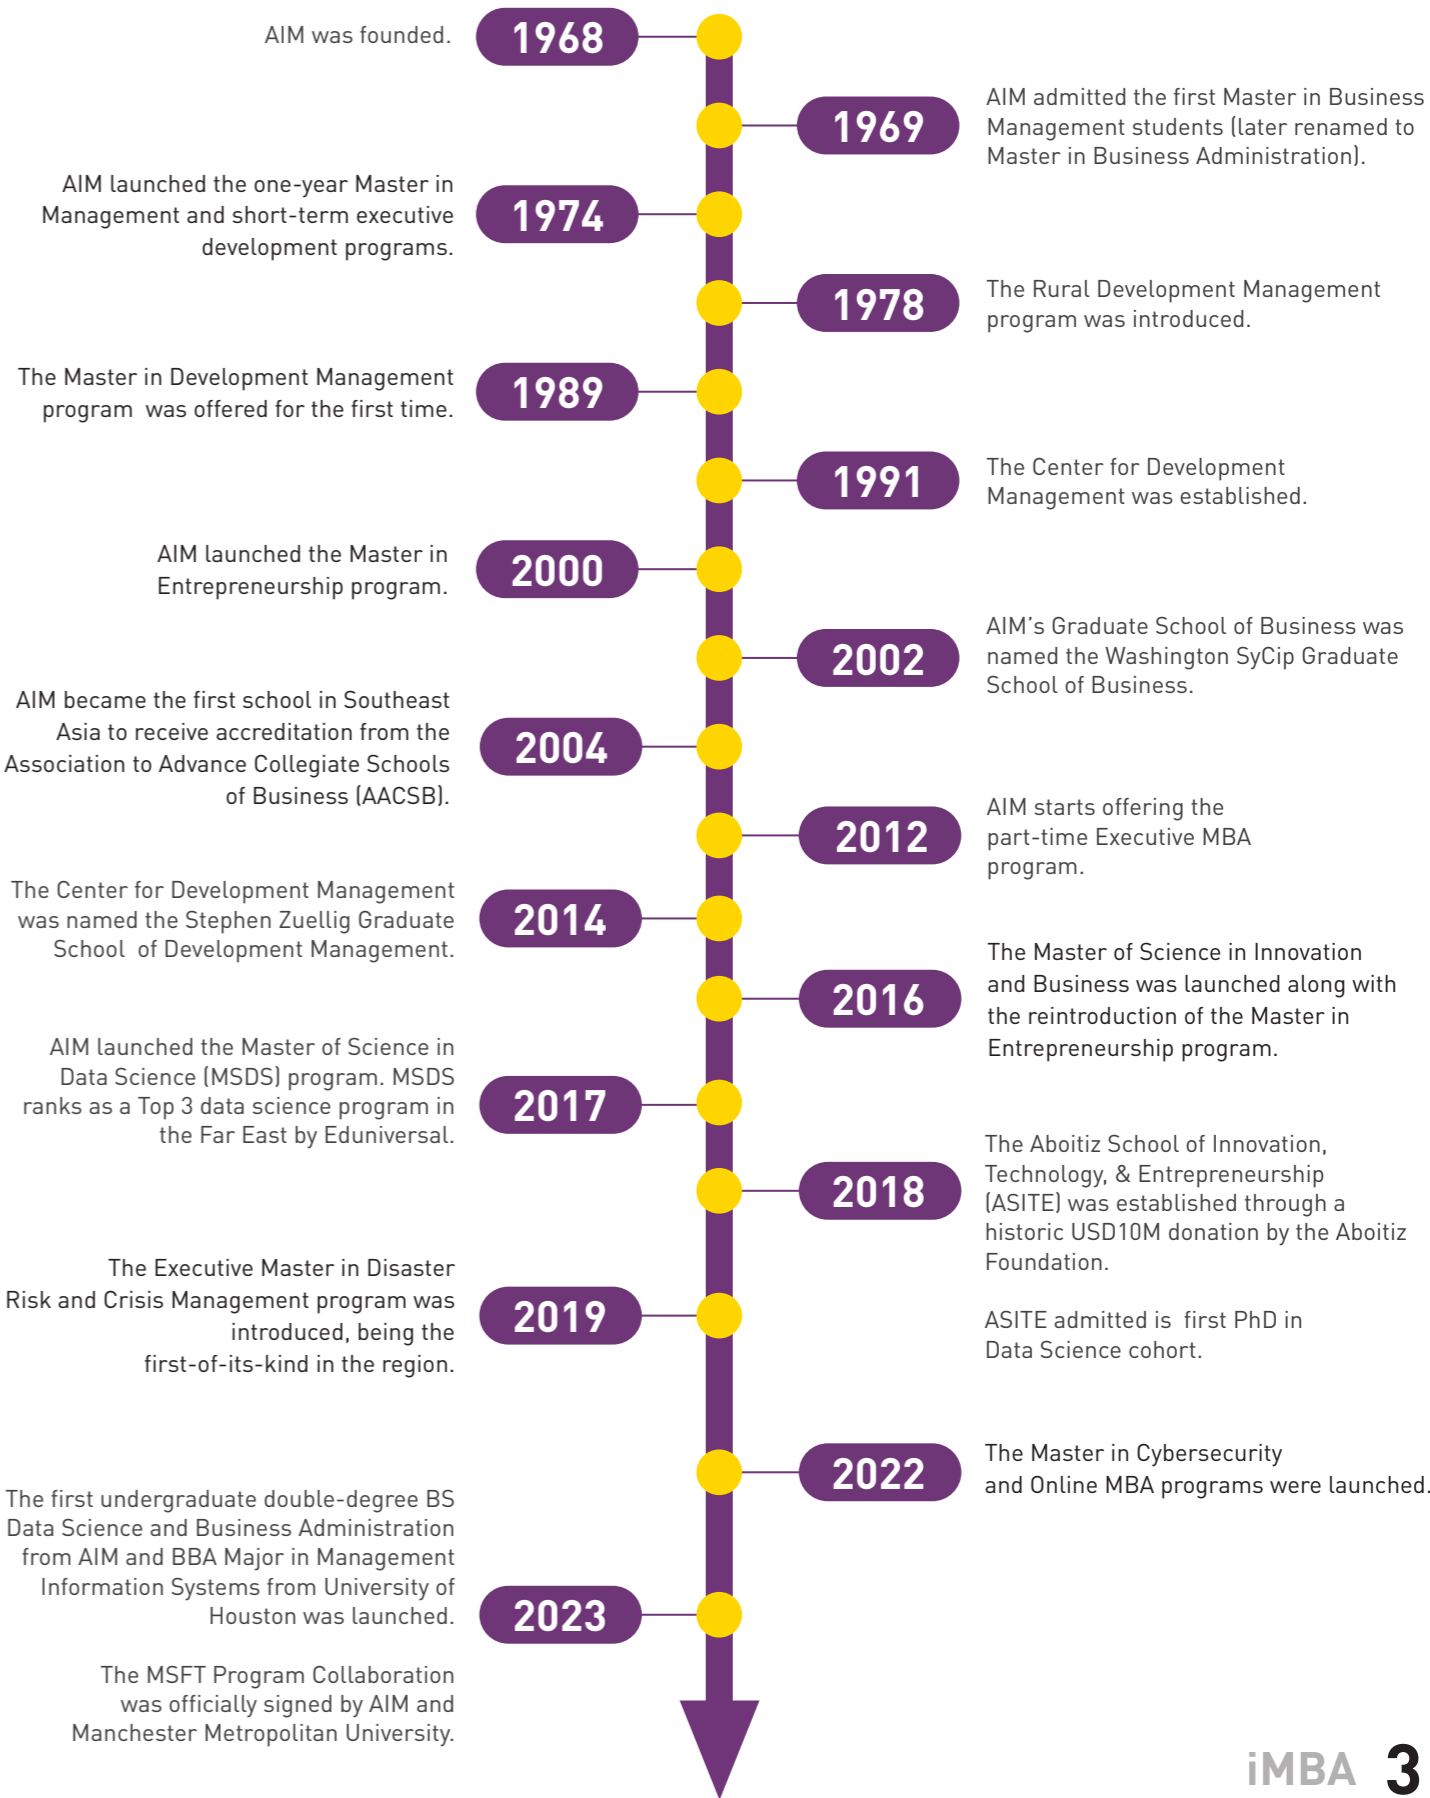 AIM was founded.
1968
1969
AIM admitted the first Master in Business
Management students (later renamed to
Master in Business Administration).
AIM launched the one-year Master in
Management and short-term executive
development programs.
1974
1978
The Rural Development Management
program was introduced.
The Master in Development Management
program was offered for the first time.
1989
1991
The Center for Development
Management was established.
AIM launched the Master in
Entrepreneurship program.
2000
2002
AIM's Graduate School of Business was
named the Washington SyCip Graduate
School of Business.
AIM became the first school in Southeast
Asia to receive accreditation from the
Association to Advance Collegiate Schools
of Business (AACSB).
2004
2012
AIM starts offering the
part-time Executive MBA
program.
The Center for Development Management
was named the Stephen Zuellig Graduate
School of Development Management.
2014
2016
The Master of Science in Innovation
and Business was launched along with
the reintroduction of the Master in
Entrepreneurship program.
AIM launched the Master of Science in
Data Science (MSDS) program. MSDS
ranks as a Top 3 data science program in
the Far East by Eduniversal.
2017
2018
The Aboitiz School of Innovation,
Technology, & Entrepreneurship
(ASITE) was established through a
historic USD10M donation by the Aboitiz
Foundation.
ASITE admitted is first PhD in
Data Science cohort.
The Executive Master in Disaster
Risk and Crisis Management program was
introduced, being the
first-of-its-kind in the region.
2019
2022
The Master in Cybersecurity
and Online MBA programs were launched.
The first undergraduate double-degree BS
Data Science and Business Administration
from AIM and BBA Major in Management
Information Systems from University of
Houston was launched.
2023
The MSFT Program Collaboration
was officially signed by AIM and
Manchester Metropolitan University.
iMBA 3